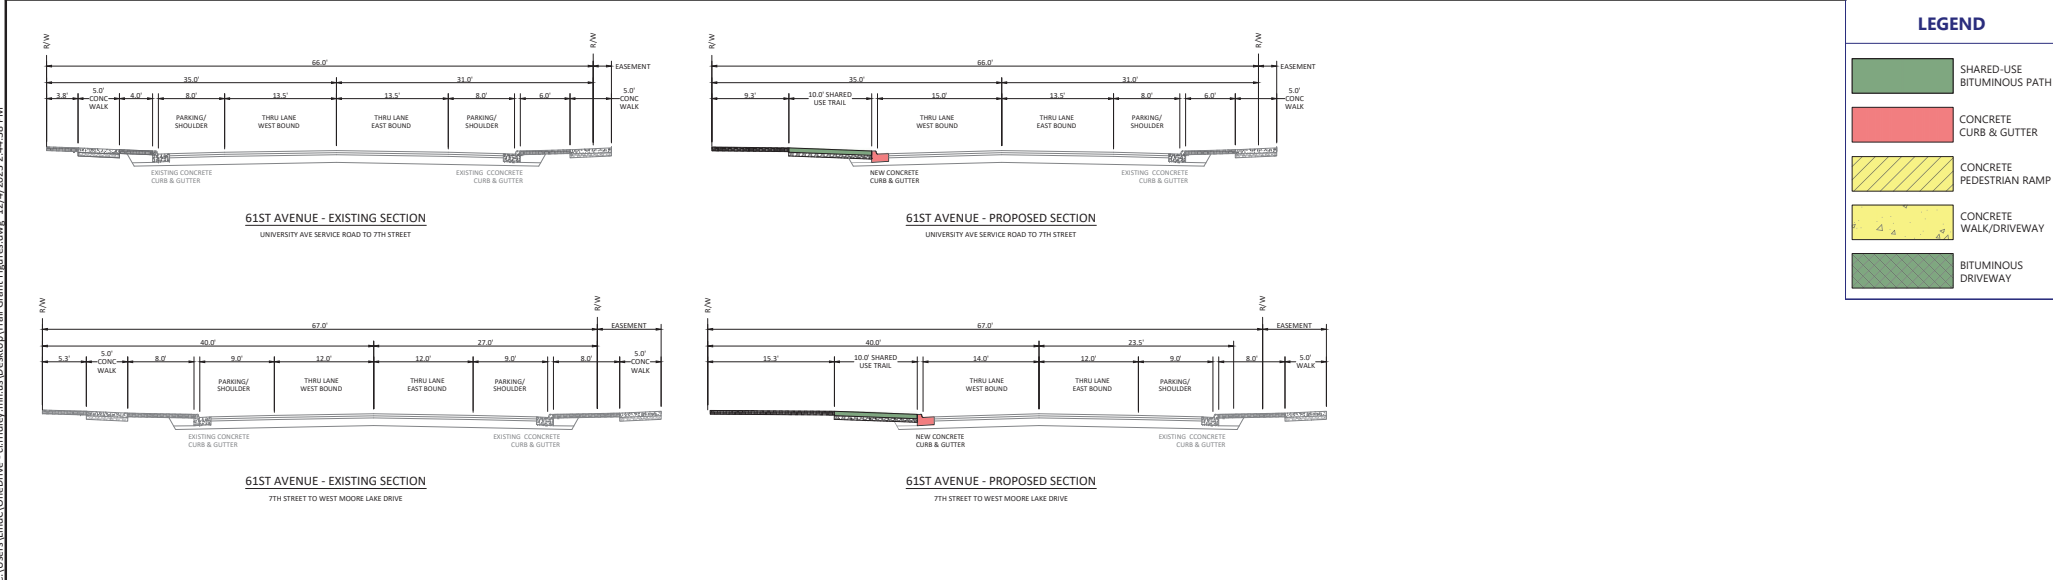 R/W
R/W
66.0'
EASEMENT
35.0'
31.0'
3.8'
5.0'
CONC
WALK
4.0'
8.0'
13.5'
13.5'
8.0'
6.0'
5.0'
CONC
WALK
PARKING/
SHOULDER
THRU LANE
WEST BOUND
THRU LANE
EAST BOUND
PARKING/
SHOULDER
EXISTING CONCRETE
CURB & GUTTER
EXISTING CCONCRETE
CURB & GUTTER
61ST AVENUE - EXISTING SECTION
UNIVERSITY AVE SERVICE ROAD TO 7TH STREET
R/W
R/W
66.0'
EASEMENT
35.0'
31.0'
9.3'
10.0' SHARED
USE TRAIL
15.0'
13.5'
8.0'
6.0'
5.0'
CONC
WALK
THRU LANE
WEST BOUND
THRU LANE
EAST BOUND
PARKING/
SHOULDER
NEW CONCRETE
CURB & GUTTER
EXISTING CCONCRETE
CURB & GUTTER
61ST AVENUE - PROPOSED SECTION
UNIVERSITY AVE SERVICE ROAD TO 7TH STREET
LEGEND
SHARED-USE
BITUMINOUS PATH
CONCRETE
CURB & GUTTER
CONCRETE
PEDESTRIAN RAMP
CONCRETE
WALK/DRIVEWAY
BITUMINOUS
DRIVEWAY
R/W
R/W
67.0'
EASEMENT
40.0'
27.0'
5.3'
5.0'
CONC
WALK
8.0'
9.0'
12.0'
12.0'
9.0'
8.0'
5.0'
CONC
WALK
PARKING/
SHOULDER
THRU LANE
WEST BOUND
THRU LANE
EAST BOUND
PARKING/
SHOULDER
EXISTING CONCRETE
CURB & GUTTER
EXISTING CCONCRETE
CURB & GUTTER
61ST AVENUE - EXISTING SECTION
7TH STREET TO WEST MOORE LAKE DRIVE
R/W
R/W
67.0'
EASEMENT
40.0'
23.5'
15.3'
10.0' SHARED
USE TRAIL
14.0'
12.0'
9.0'
8.0'
5.0'
WALK
THRU LANE
WEST BOUND
THRU LANE
EAST BOUND
PARKING/
SHOULDER
NEW CONCRETE
CURB & GUTTER
EXISTING CCONCRETE
CURB & GUTTER
61ST AVENUE - PROPOSED SECTION
7TH STREET TO WEST MOORE LAKE DRIVE